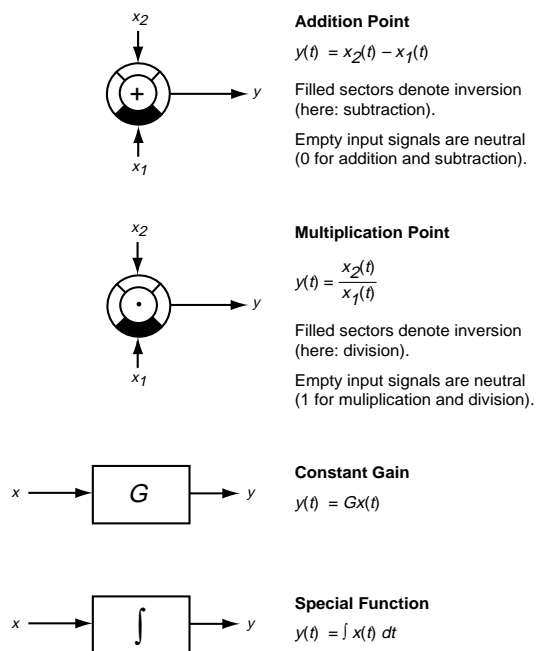 x2
+
y
x1
Addition Point
y(t) = x2(t) – x1(t)
Filled sectors denote inversion
(here: subtraction).
Empty input signals are neutral
(0 for addition and subtraction).
x2
·
y
x1
Multiplication Point
y(t) = x2(t)
x1(t)
Filled sectors denote inversion
(here: division).
Empty input signals are neutral
(1 for muliplication and division).
x
G
y
Constant Gain
y(t) = Gx(t)
x
∫
y
Special Function
y(t) = ∫ x(t) dt